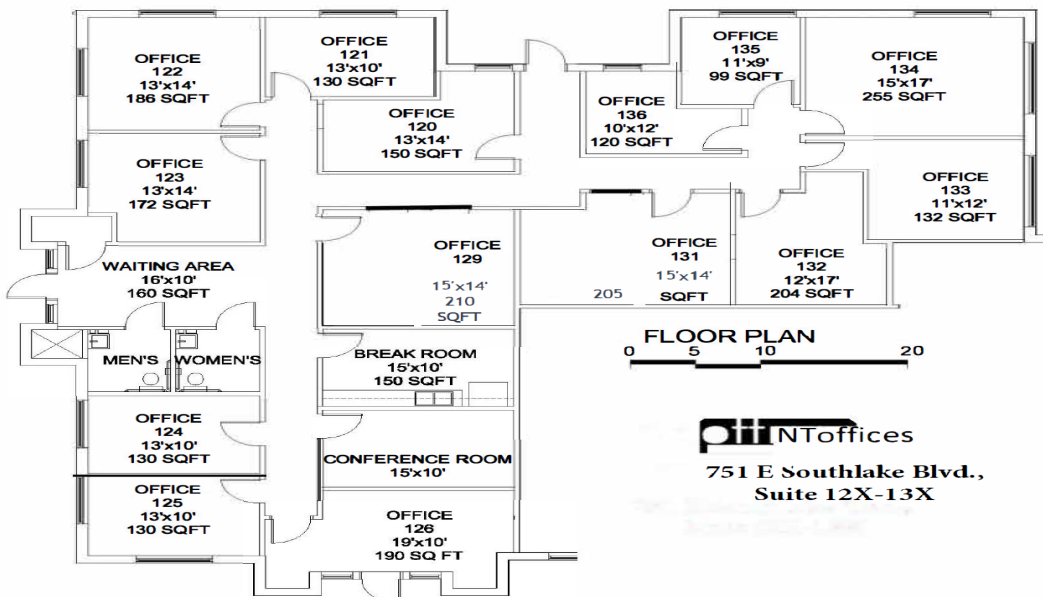 OFFICE
122
13'x14'
186 SQFT
OFFICE
121
13'x10'
130 SQFT
OFFICE
120
13'x14'
150 SQFT
OFFICE
135
11'x9'
99 SQFT
OFFICE
134
15'x17'
255 SQFT
OFFICE
136
10'x12'
120 SQFT
OFFICE
123
13'x14'
172 SQFT
OFFICE
133
11'x12'
132 SQFT
OFFICE
129
15'x14'
210
SQFT
OFFICE
131
15'x14'
205 SQFT
OFFICE
132
12'x17'
204 SQFT
WAITING AREA
16'x10'
160 SQFT
MEN'S
WOMEN'S
BREAK ROOM
15'x10'
150 SQFT
FLOOR PLAN
0 5 10 20
OFFICE
124
13'x10'
130 SQFT
CONFERENCE ROOM
15'x10'
OFFICE
125
13'x10'
130 SQFT
OFFICE
126
19'x10'
190 SQ FT
NToffices
751 E Southlake Blvd.,
Suite 12X-13X